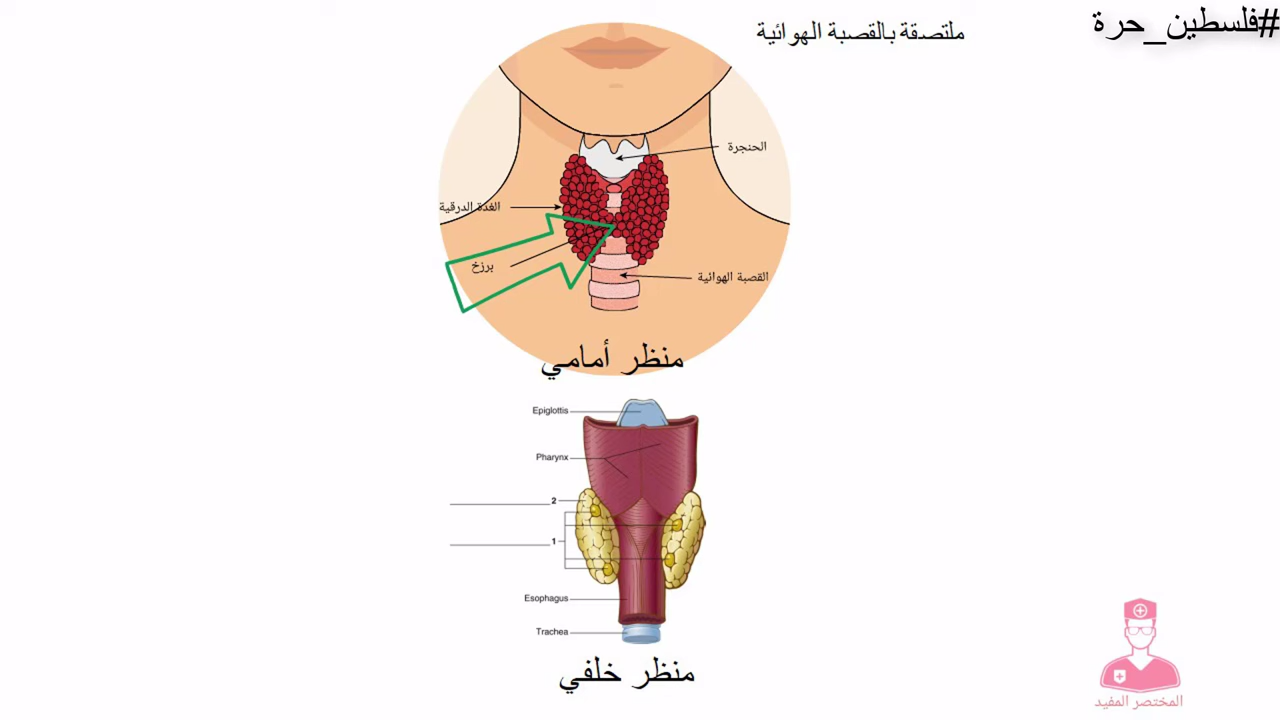 #فلسطين_حرة
ملتصقة بالقصبة الهوائية
الحنجرة
الغدة الدرقية
برزخ
القصبة الهوائية
منظر أمامي
Epiglottis
Pharynx
2
1
Esophagus
Trachea
منظر خلفي
المختصر المفيد